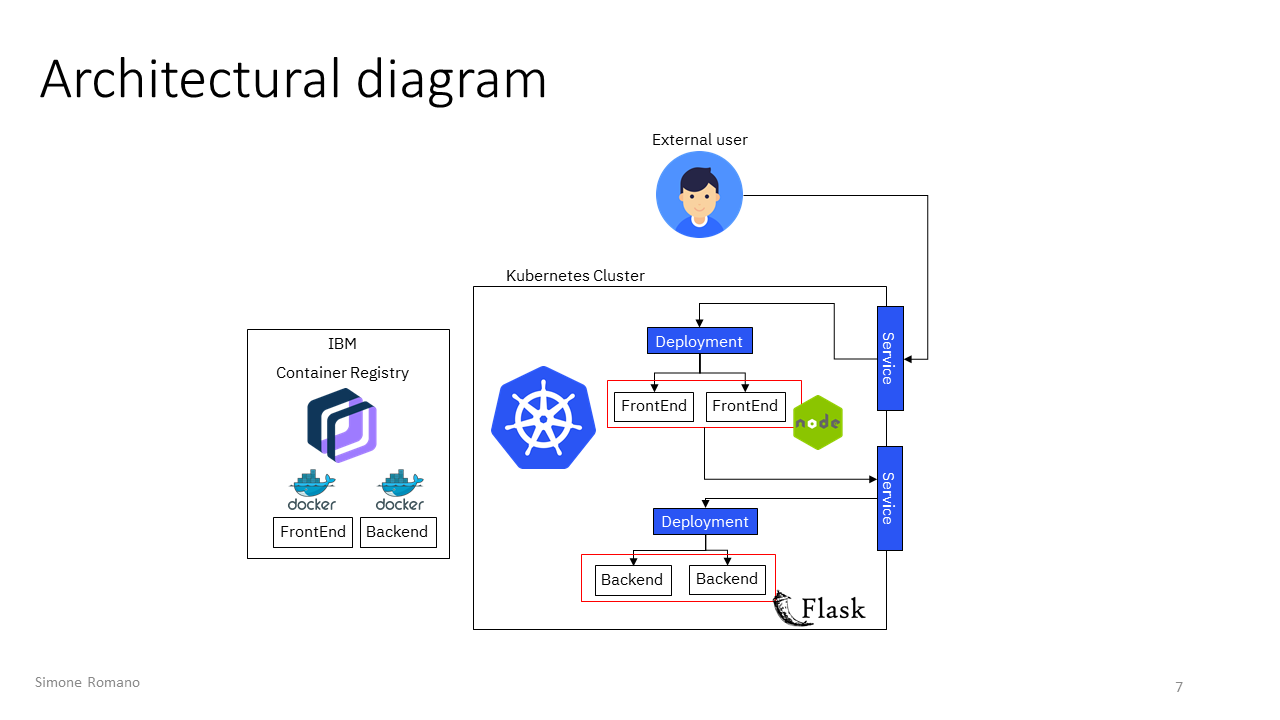 Architectural diagram
External user
Kubernetes Cluster
IBM
Container Registry
docker
docker
FrontEnd
Backend
Deployment
FrontEnd
FrontEnd
node
Service
Service
Deployment
Backend
Backend
Flask
Simone Romano
7